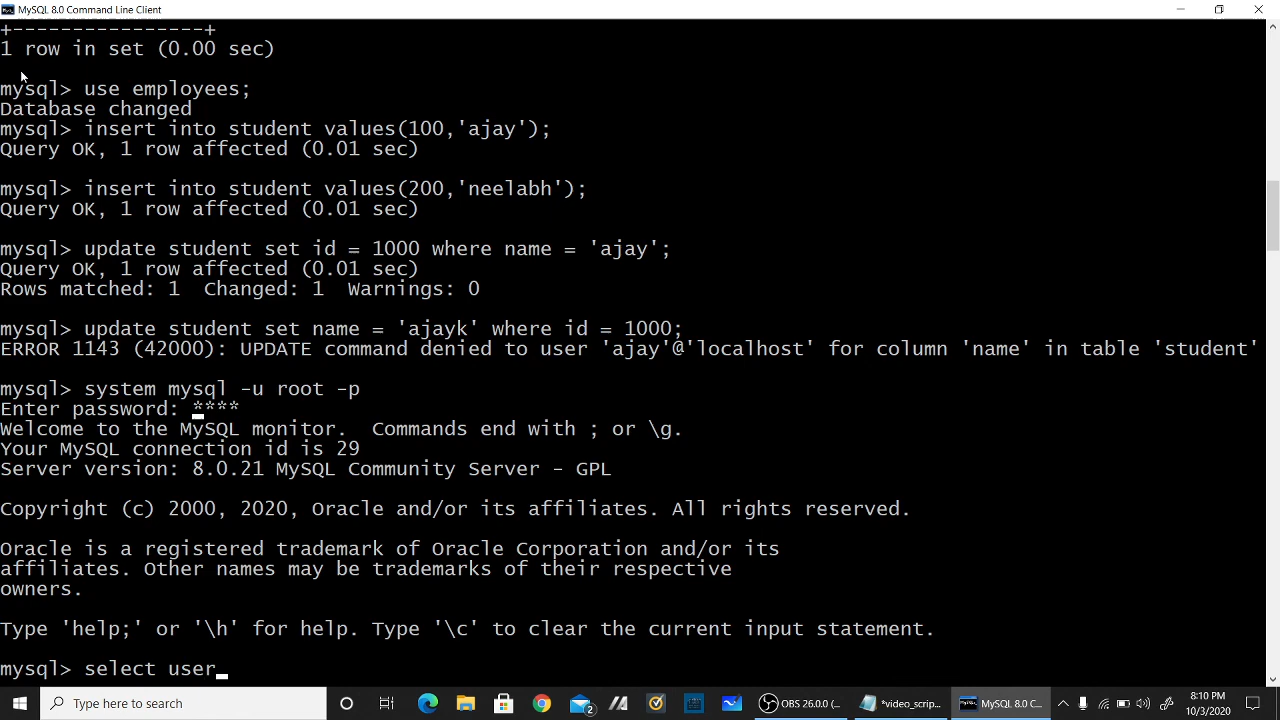 MySQL 8.0 Command Line Client
+----------------+
1 row in set (0.00 sec)
mysql> use employees;
Database changed
mysql> insert into student values(100,'ajay');
Query OK, 1 row affected (0.01 sec)
mysql> insert into student values(200,'neelabh');
Query OK, 1 row affected (0.01 sec)
mysql> update student set id = 1000 where name = 'ajay';
Query OK, 1 row affected (0.01 sec)
Rows matched: 1  Changed: 1  Warnings: 0
mysql> update student set name = 'ajayk' where id = 1000;
ERROR 1143 (42000): UPDATE command denied to user 'ajay'@'localhost' for column 'name' in table 'student'
mysql> system mysql -u root -p
Enter password: ****
Welcome to the MySQL monitor.  Commands end with ; or \g.
Your MySQL connection id is 29
Server version: 8.0.21 MySQL Community Server - GPL
Copyright (c) 2000, 2020, Oracle and/or its affiliates. All rights reserved.
Oracle is a registered trademark of Oracle Corporation and/or its
affiliates. Other names may be trademarks of their respective
owners.
Type 'help;' or '\h' for help. Type '\c' to clear the current input statement.
mysql> select user_
Type here to search
2
OBS 26.0.0 (...
*video_scrip...
MySQL 8.0 C...
8:10 PM
10/3/2020